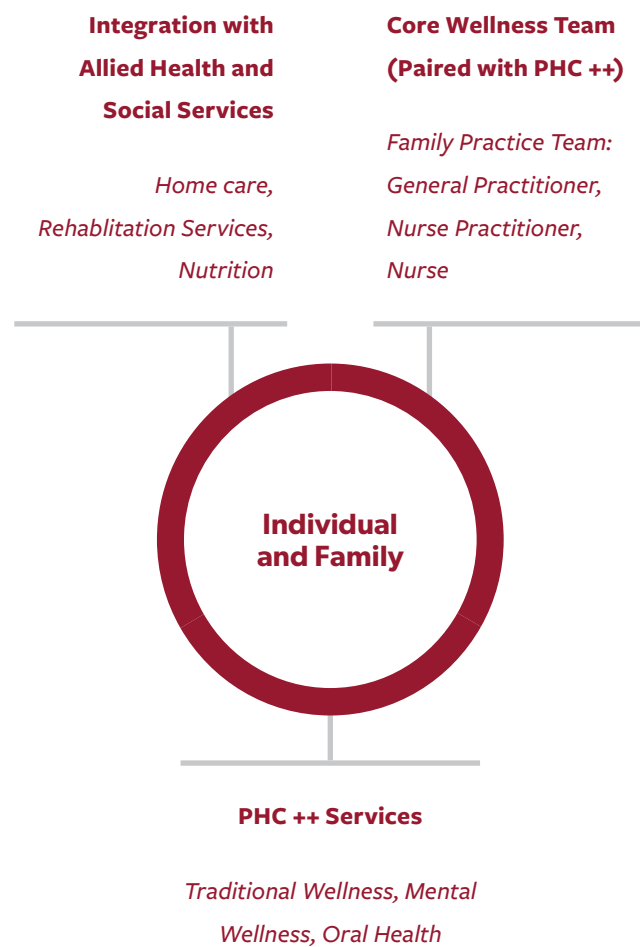 Integration with
Allied Health and
Social Services
Home care,
Rehablitation Services,
Nutrition
Core Wellness Team
(Paired with PHC ++)
Family Practice Team:
General Practitioner,
Nurse Practitioner,
Nurse
Individual
and Family
PHC ++ Services
Traditional Wellness, Mental
Wellness, Oral Health